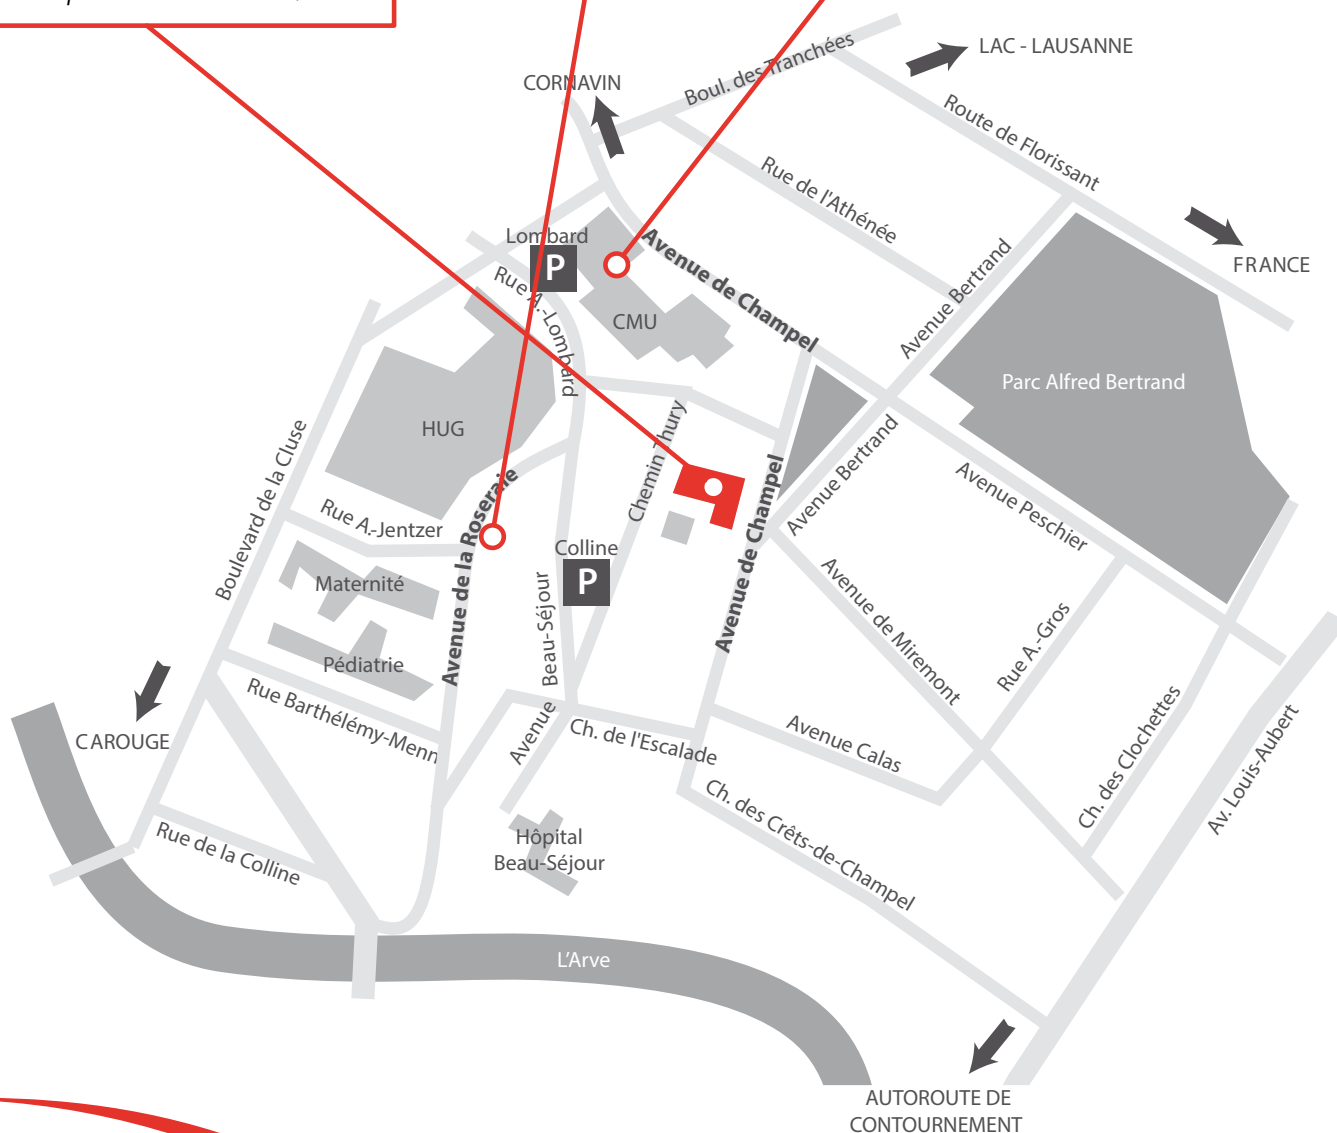 LAC - LAUSANNE
Boul. des Tranchées
CORNAVIN
Route de Florissant
Rue de l'Athénée
FRANCE
Lombard
P
Avenue de Champel
Avenue Bertrand
Rue A.-Lombard
CMU
Parc Alfred Bertrand
HUG
Chemin Thury
Avenue Bertrand
Boulevard de la Cluse
Avenue Peschier
Rue A.-Jentzer
Avenue de la Roseraie
Avenue de Champel
Colline
P
Maternité
Avenue de Miremont
Rue A.-Gros
Pédiatrie
Avenue Beau-Séjour
Rue Barthélémy-Menn
CAROUGE
Ch. de l'Escalade
Avenue Calas
Ch. des Clochettes
Av. Louis-Aubert
Rue de la Colline
Hôpital
Beau-Séjour
Ch. des Crêts-de-Champel
L'Arve
AUTOROUTE DE
CONTOURNEMENT